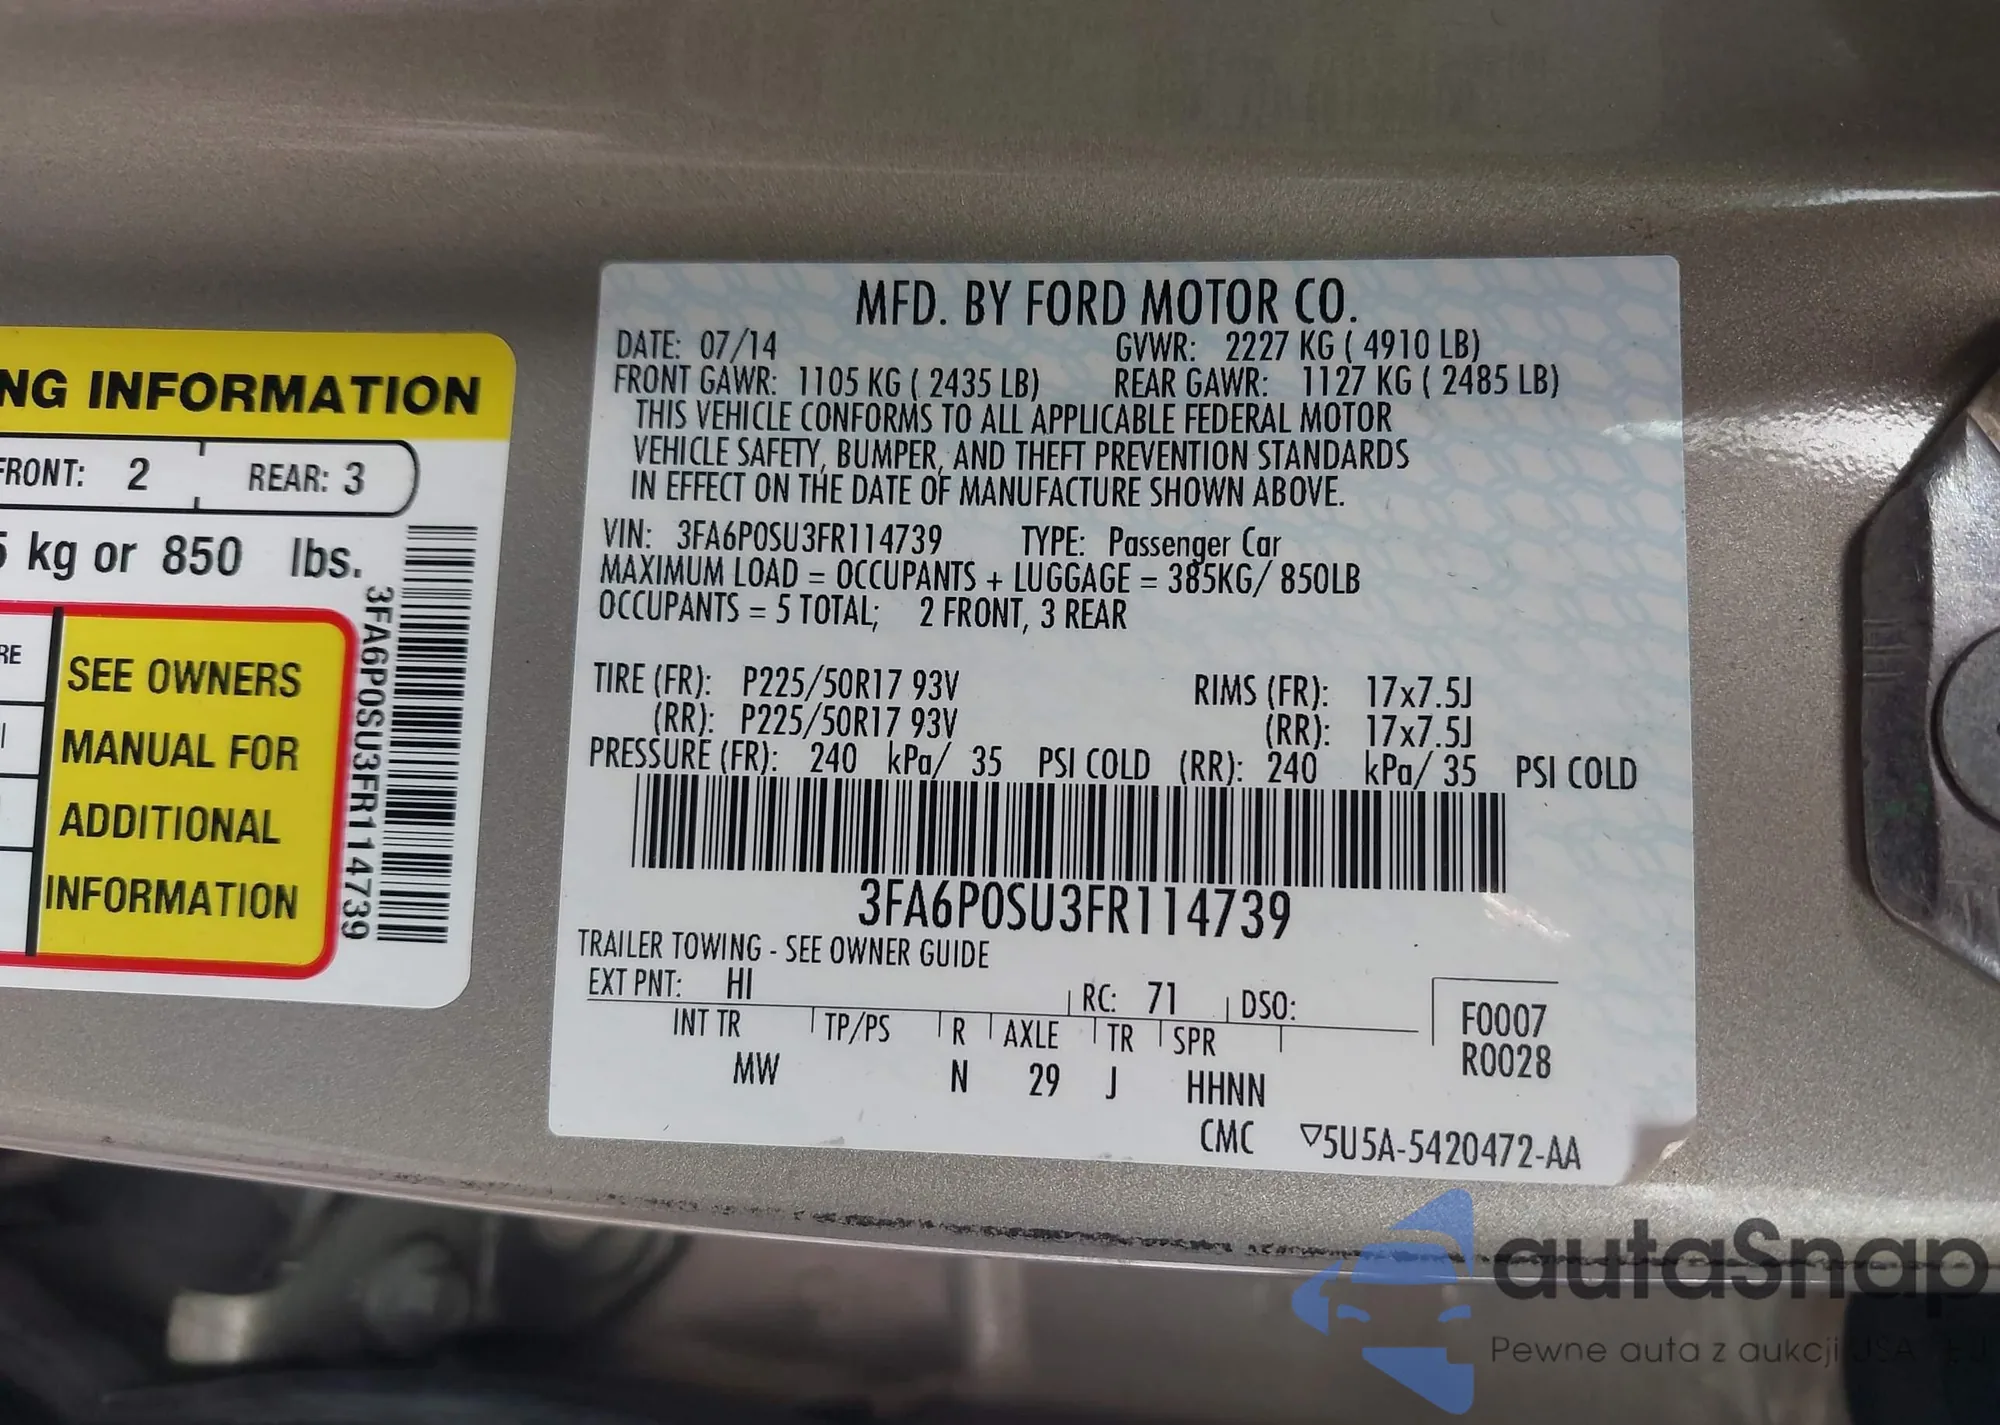 NG INFORMATION
FRONT: 2 REAR: 3
5 kg or 850 lbs.
RE
SEE OWNERS
MANUAL FOR
ADDITIONAL
INFORMATION
3FA6P0SU3FR114739
MFD. BY FORD MOTOR CO.
DATE: 07/14 GVWR: 2227 KG ( 4910 LB)
FRONT GAWR: 1105 KG ( 2435 LB) REAR GAWR: 1127 KG ( 2485 LB)
THIS VEHICLE CONFORMS TO ALL APPLICABLE FEDERAL MOTOR
VEHICLE SAFETY, BUMPER, AND THEFT PREVENTION STANDARDS
IN EFFECT ON THE DATE OF MANUFACTURE SHOWN ABOVE.
VIN: 3FA6P0SU3FR114739 TYPE: Passenger Car
MAXIMUM LOAD = OCCUPANTS + LUGGAGE = 385KG/ 850LB
OCCUPANTS = 5 TOTAL; 2 FRONT, 3 REAR
TIRE (FR): P225/50R17 93V RIMS (FR): 17x7.5J
(RR): P225/50R17 93V (RR): 17x7.5J
PRESSURE (FR): 240 kPa/ 35 PSI COLD (RR): 240 kPa/ 35 PSI COLD
3FA6P0SU3FR114739
TRAILER TOWING - SEE OWNER GUIDE
EXT PNT: HI RC: 71 DSO:
INT TR TP/PS R AXLE TR SPR
MW N 29 J HHNN
F0007
R0028
CMC ▽5U5A-5420472-AA
autaSnap
Pewne auta z aukcji USA